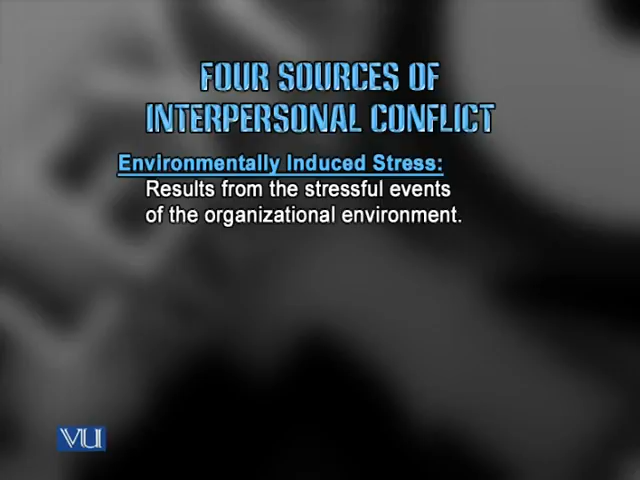 FOUR SOURCES OF
INTERPERSONAL CONFLICT
Environmentally Induced Stress:
Results from the stressful events
of the organizational environment.
VU